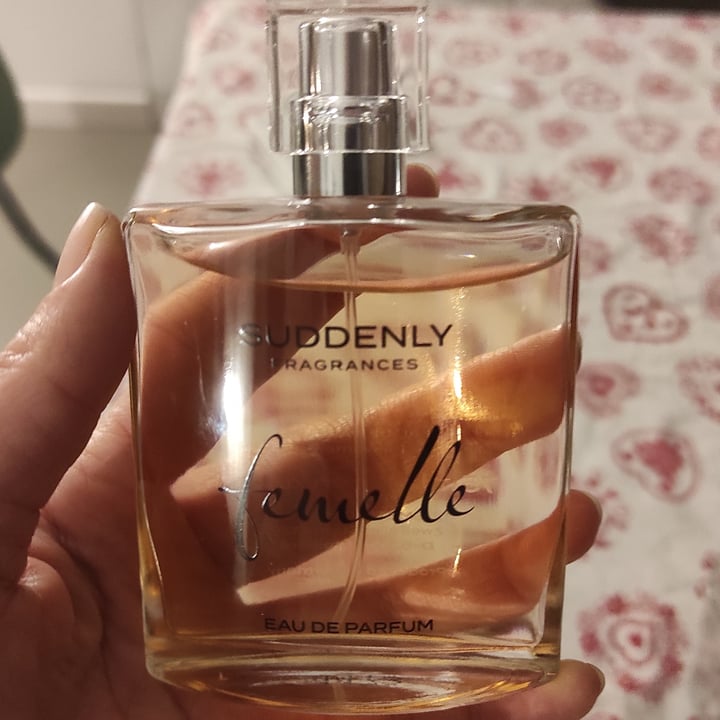 SUDDENLY
FRAGRANCES
femelle
EAU DE PARFUM